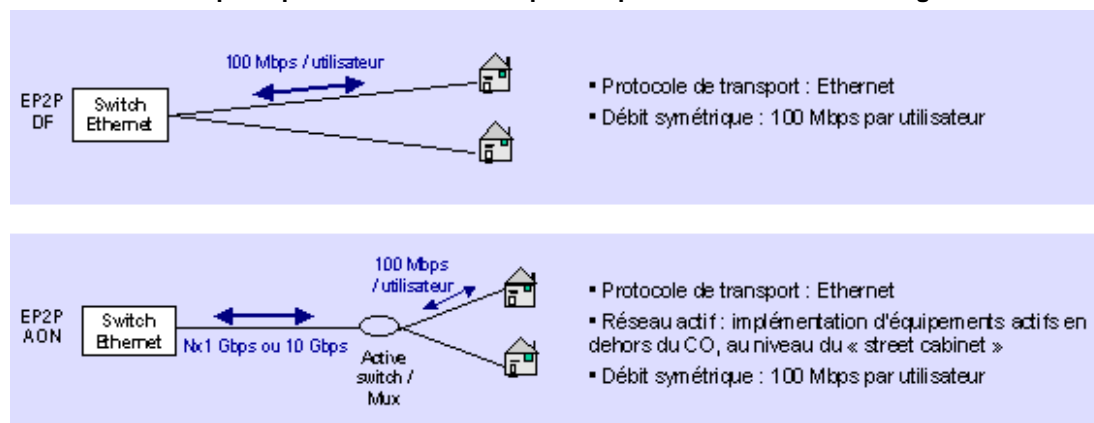 100 Mbps / utilisateur
EP2P
DF
Switch
Ethernet
▪ Protocole de transport : Ethernet
▪ Débit symétrique : 100 Mbps par utilisateur
100 Mbps
/ utilisateur
EP2P
AON
Switch
Ethernet
Nx1 Gbps ou 10 Gbps
Active
switch /
Mux
▪ Protocole de transport : Ethernet
▪ Réseau actif : implémentation d'équipements actifs en
dehors du CO, au niveau du « street cabinet »
▪ Débit symétrique : 100 Mbps par utilisateur